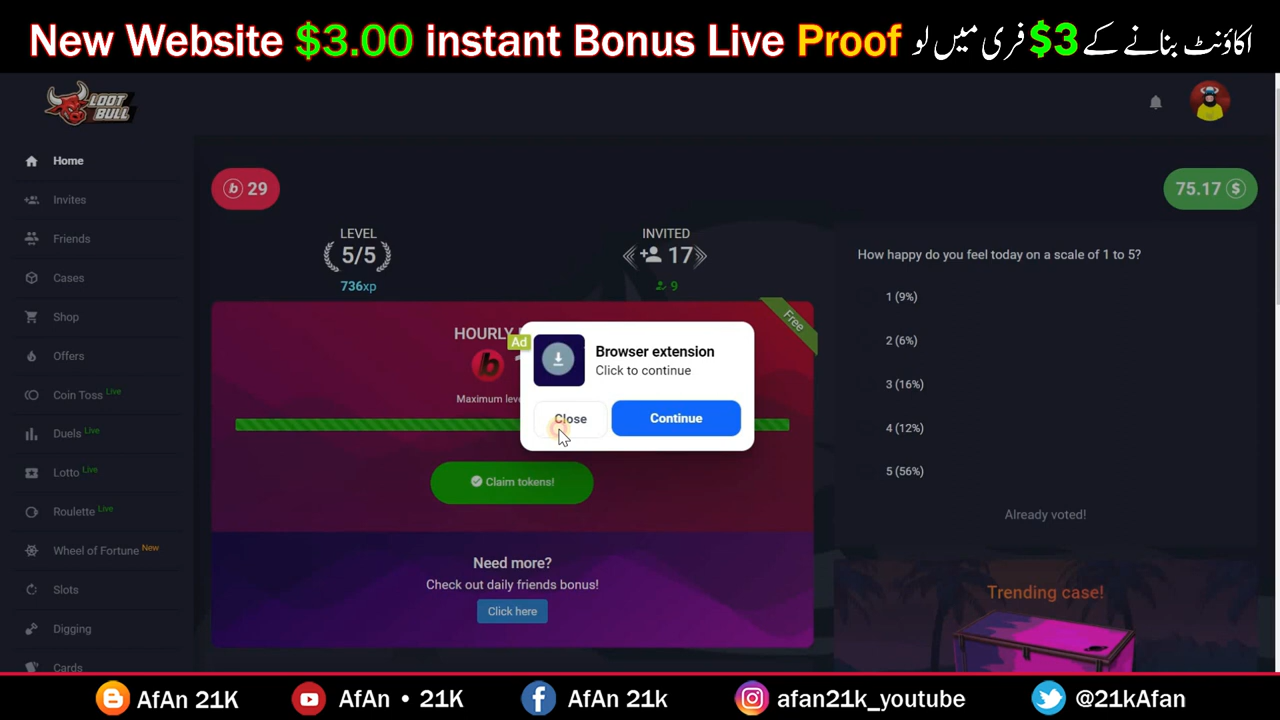 New Website $3.00 instant Bonus Live Proof اکاؤنٹ بنانے کے $3 فری میں لو
LOOT BULL
Home
Invites
Friends
Cases
Shop
Offers
Coin Toss Live
Duels Live
Lotto Live
Roulette Live
Wheel of Fortune New
Slots
Digging
Cards
b 29
75.17 $
LEVEL
5/5
736xp
INVITED
17
9
HOURLY
b 1
Maximum leve
Free
Claim tokens!
Need more?
Check out daily friends bonus!
Click here
Ad
Browser extension
Click to continue
Close
Continue
How happy do you feel today on a scale of 1 to 5?
1 (9%)
2 (6%)
3 (16%)
4 (12%)
5 (56%)
Already voted!
Trending case!
AfAn 21K
AfAn • 21K
AfAn 21k
afan21k_youtube
@21kAfan